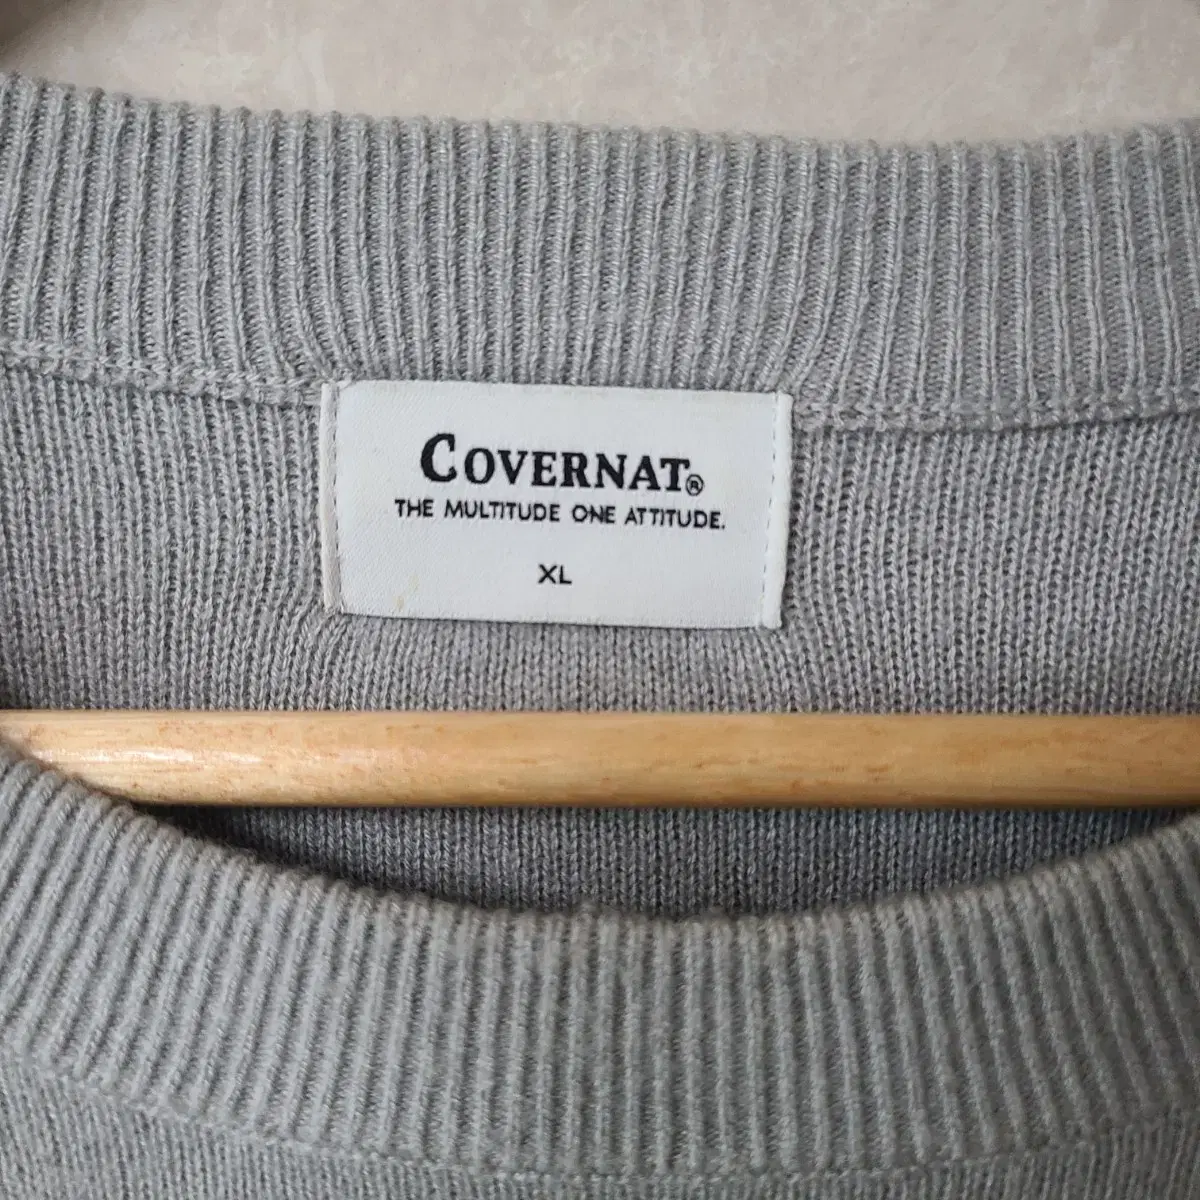 COVERNAT®
THE MULTITUDE ONE ATTITUDE.
XL